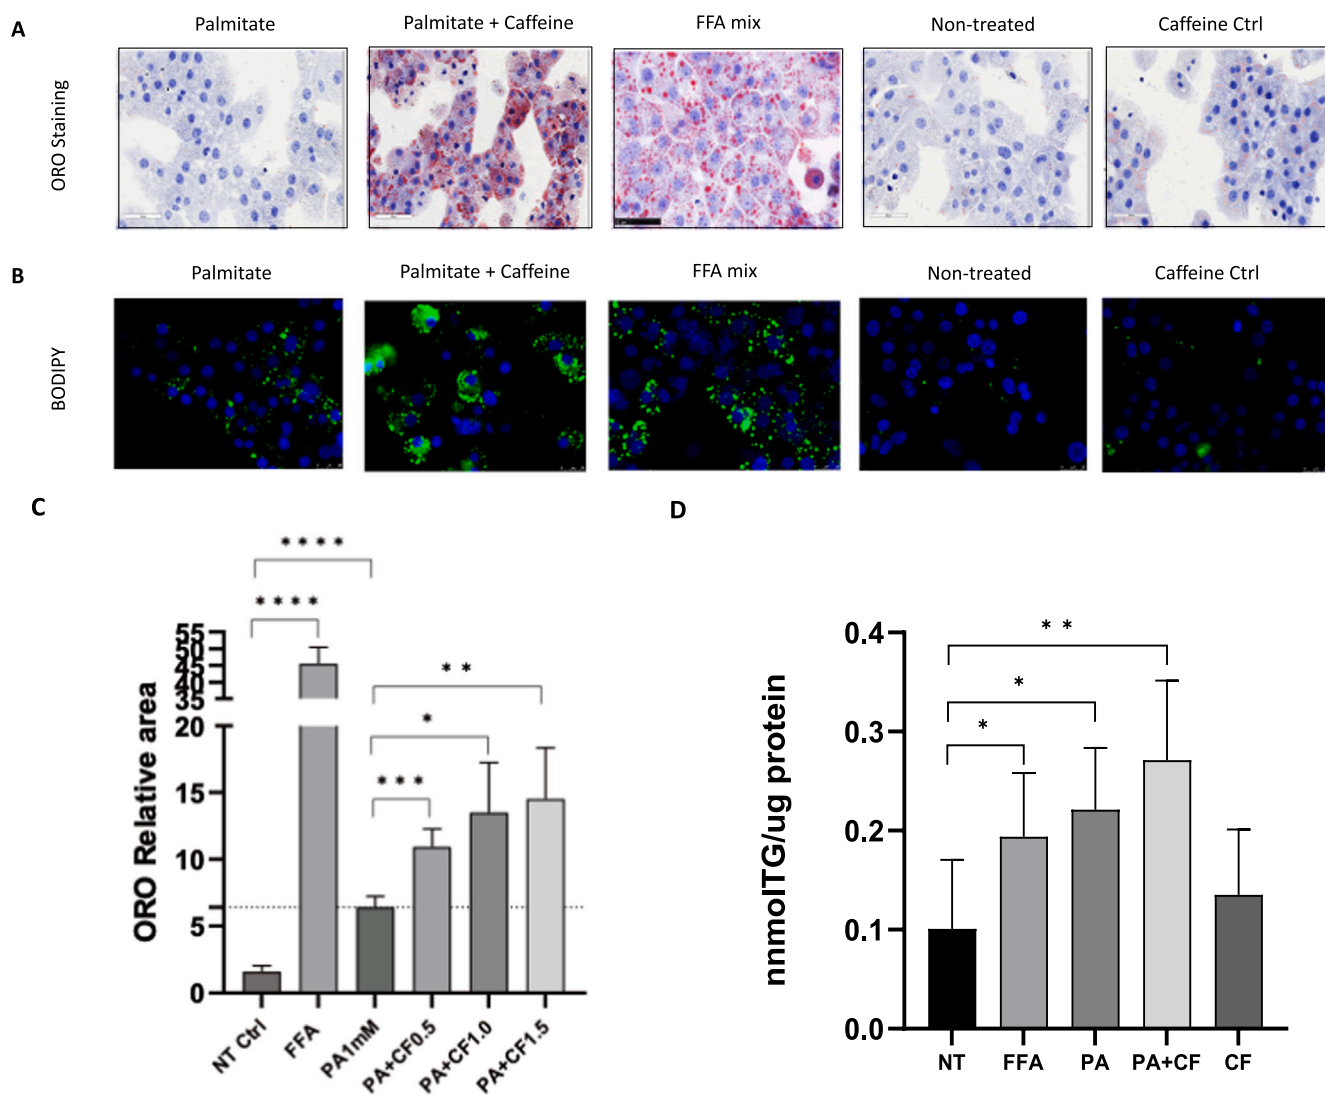 A
Palmitate
Palmitate + Caffeine
FFA mix
Non-treated
Caffeine Ctrl
ORO Staining
B
Palmitate
Palmitate + Caffeine
FFA mix
Non-treated
Caffeine Ctrl
BODIPY
C
ORO Relative area
* * * *
* * * *
* *
*
* * *
55
50
45
40
35
20
15
10
5
0
NT Ctrl
FFA
PA1mM
PA+CF0.5
PA+CF1.0
PA+CF1.5
D
nnmolTG/ug protein
* *
*
*
0.4
0.3
0.2
0.1
0.0
NT
FFA
PA
PA+CF
CF